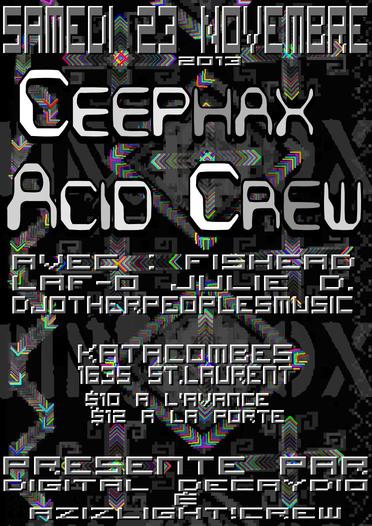 SAMEDI 23 NOVEMBRE
2013
CEEPHAX
ACID CREW
AVEC : FISHEAD
LAF-O JULIE D.
DJOTHERPEOPLESMUSIC
KATACOMBES
1635 ST.LAURENT
$10 A L'AVANCE
$12 A LA PORTE
PRESENTE PAR
DIGITAL DECAYDIO
&
AZIZLIGHT!CREW